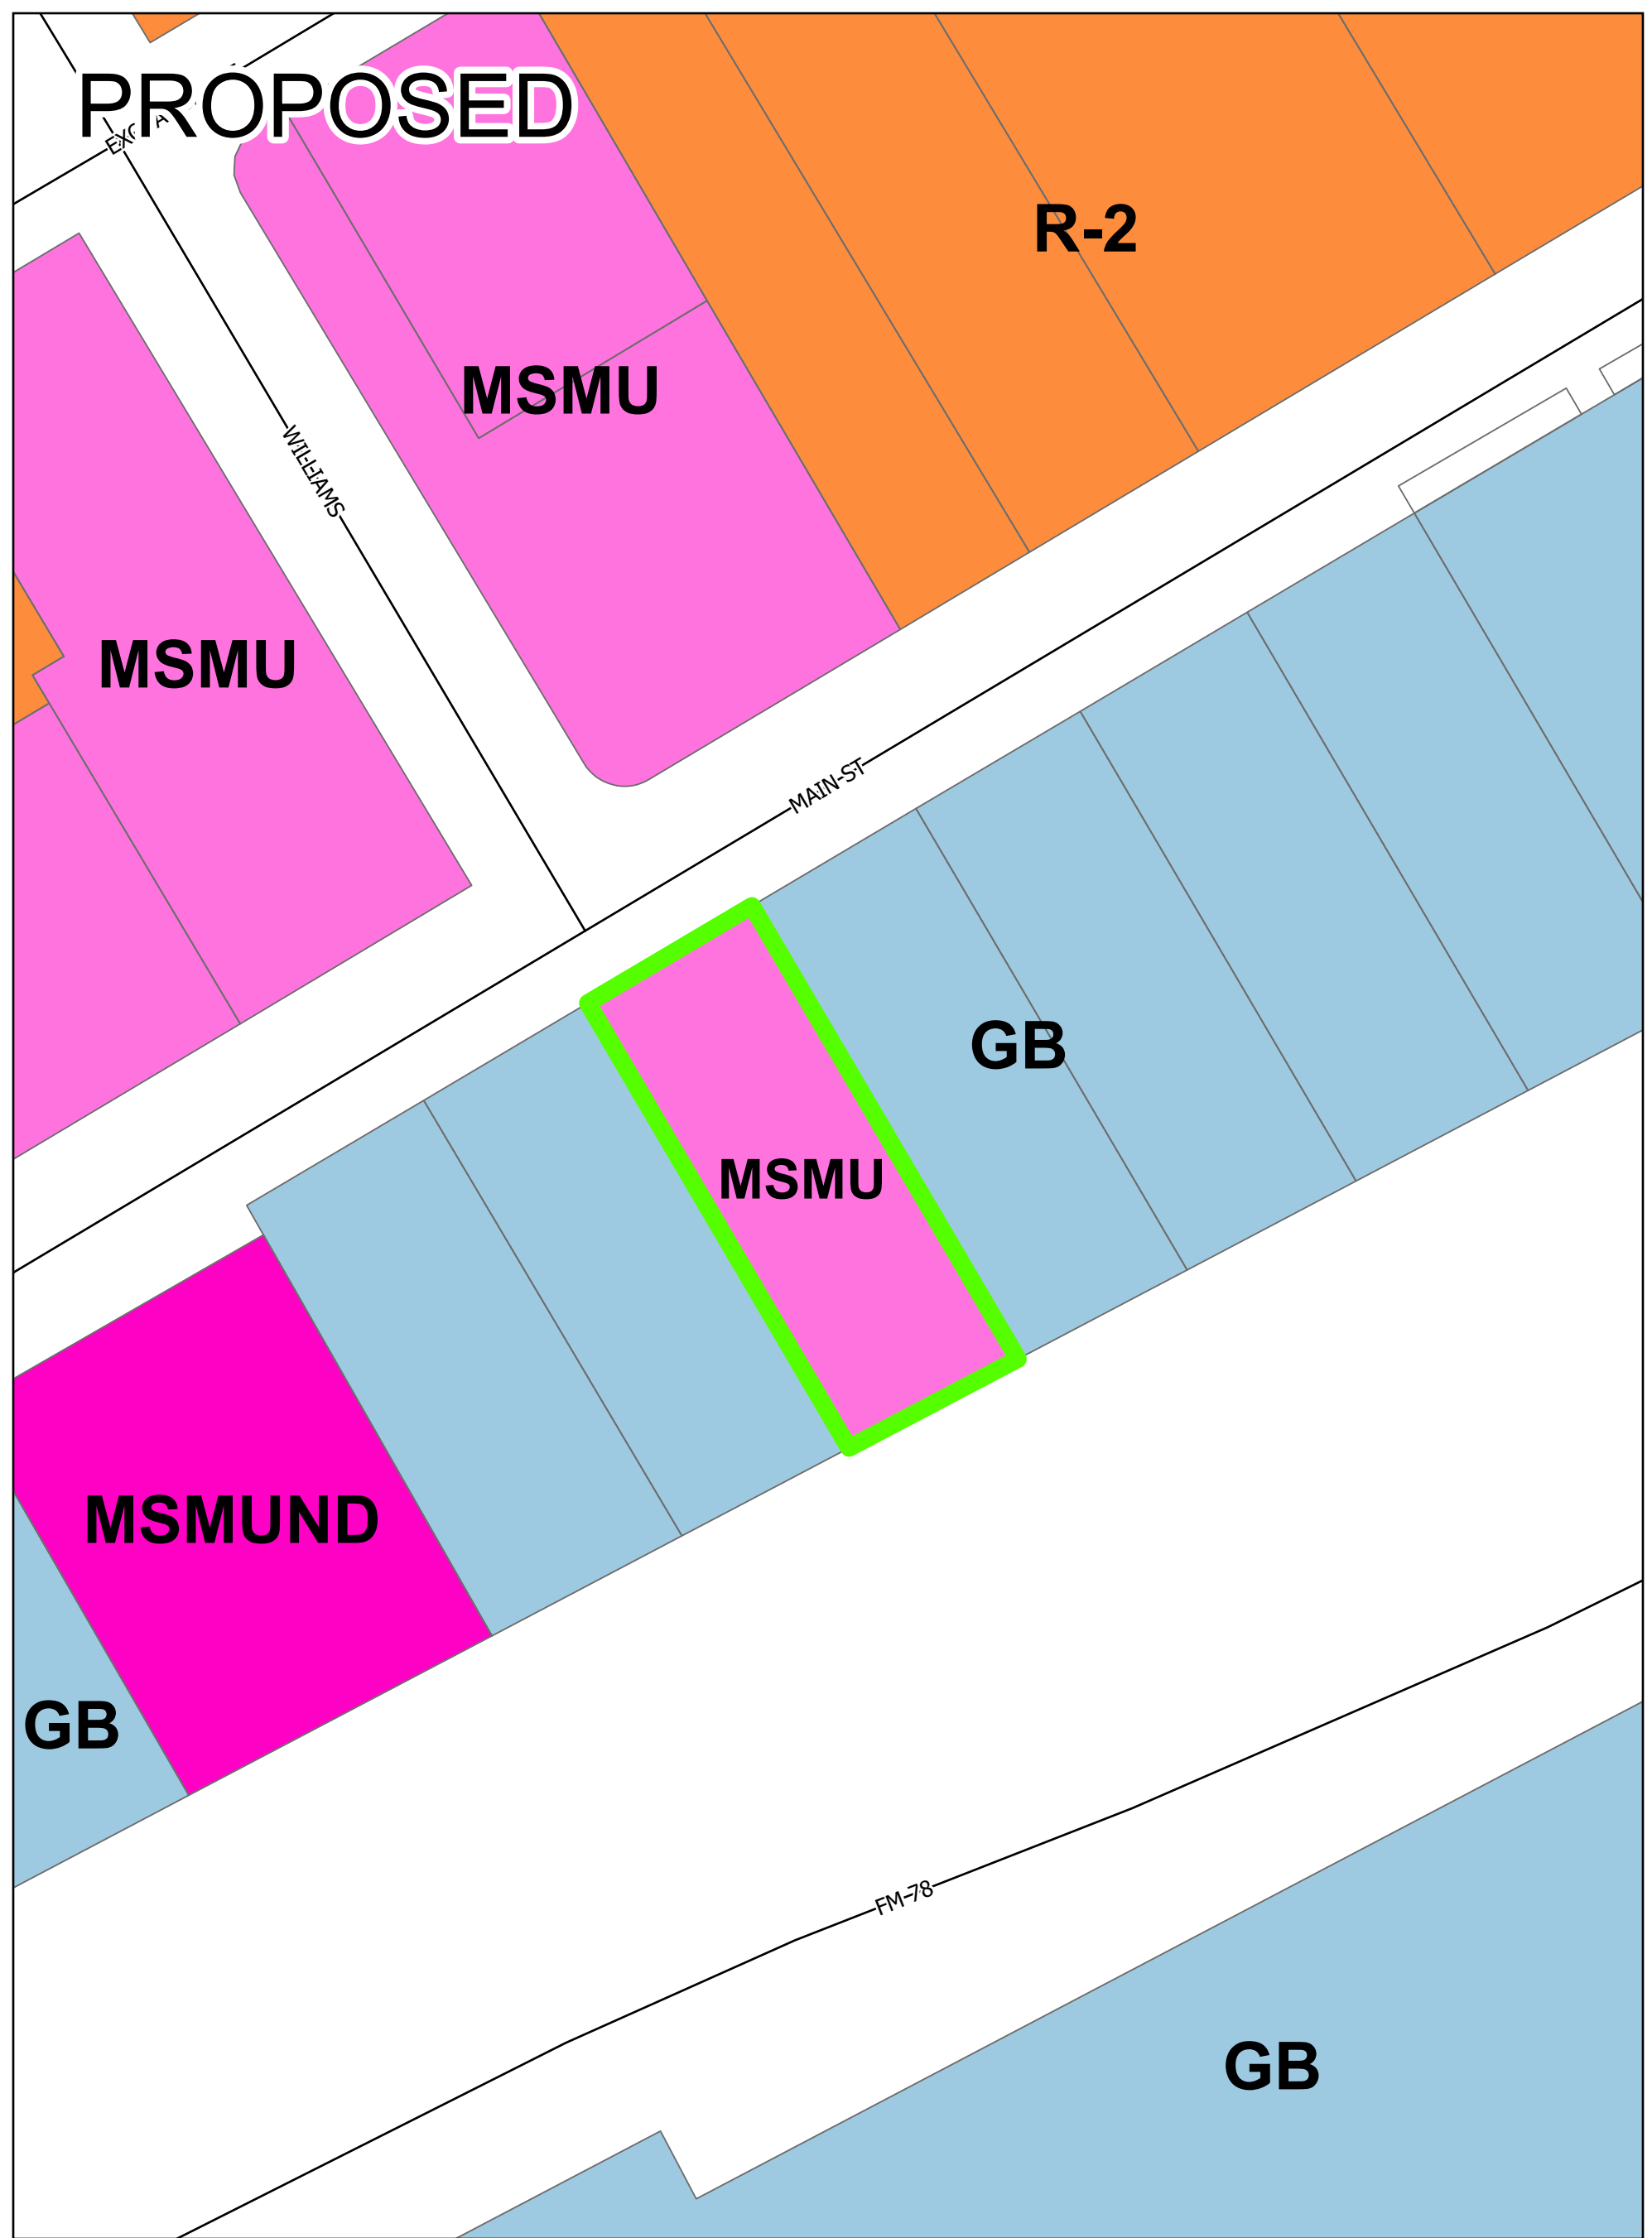 PROPOSED
R-2
MSMU
WILLIAMS
MSMU
MAIN-ST
GB
MSMU
MSMUND
GB
FM-78
GB